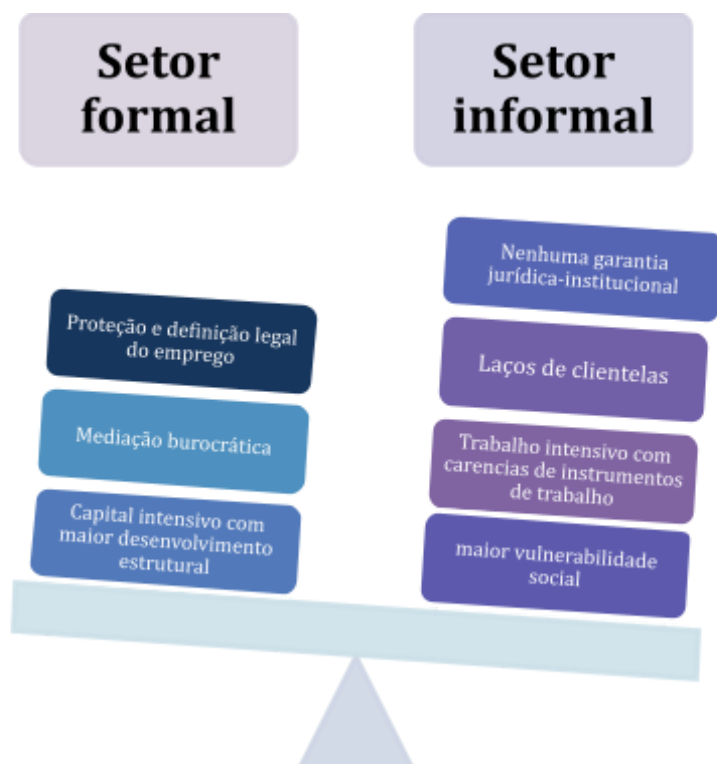 Setor
formal
Setor
informal
Proteção e definição legal
do emprego
Mediação burocrática
Capital intensivo com
maior desenvolvimento
estrutural
Nenhuma garantia
jurídica-institucional
Laços de clientelas
Trabalho intensivo com
carencias de instrumentos
de trabalho
maior vulnerabilidade
social